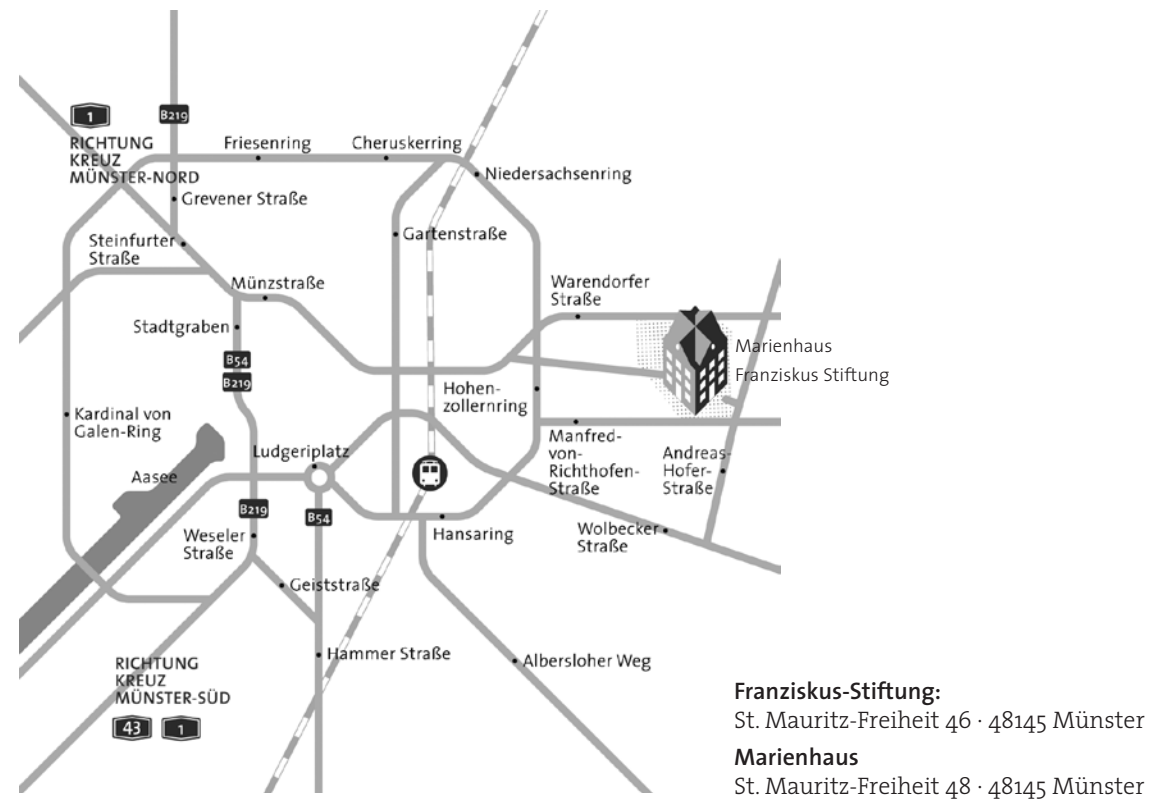 1
RICHTUNG
KREUZ
MÜNSTER-NORD
B219
Friesenring
Cheruskerring
Niedersachsenring
Grevener Straße
Steinfurter
Straße
Gartenstraße
Münzstraße
Warendorfer
Straße
Stadtgraben
B54
B219
Marienhaus
Franziskus Stiftung
Hohen-
zollernring
Kardinal von
Galen-Ring
Manfred-
von-
Richthofen-
Straße
Andreas-
Hofer-
Straße
Ludgeriplatz
Aasee
B219
B54
Weseler
Straße
Hansaring
Wolbecker
Straße
Geiststraße
Hammer Straße
Albersloher Weg
RICHTUNG
KREUZ
MÜNSTER-SÜD
43 1
Franziskus-Stiftung:
St. Mauritz-Freiheit 46 · 48145 Münster
Marienhaus
St. Mauritz-Freiheit 48 · 48145 Münster